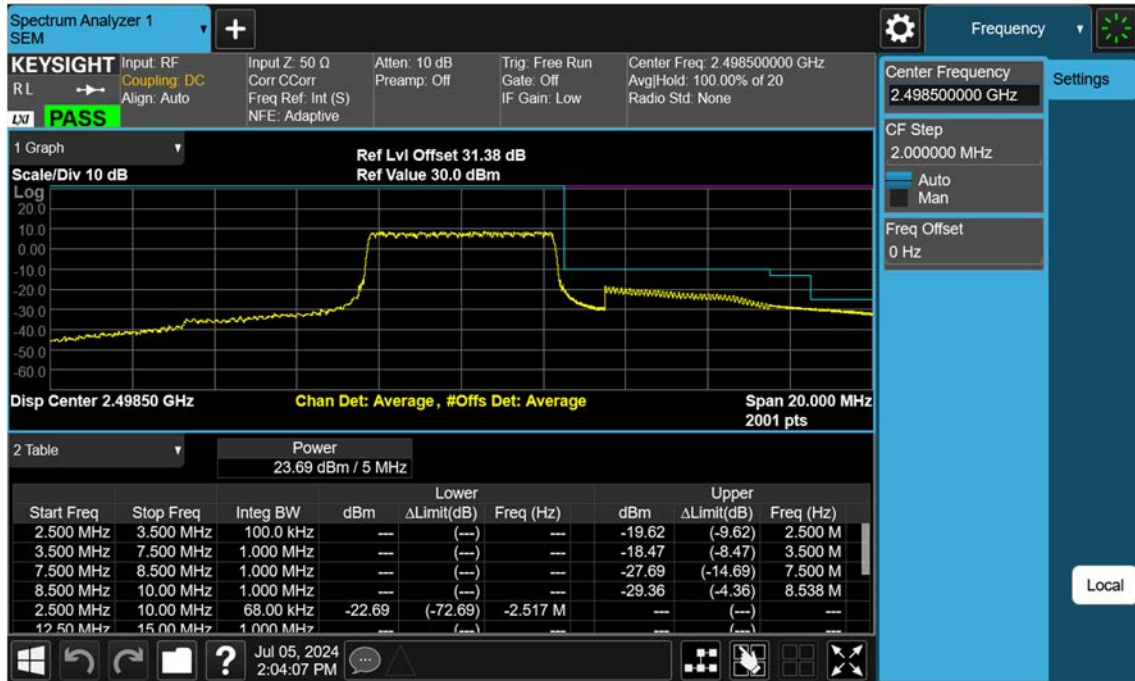 Spectrum Analyzer 1
SEM
Frequency
KEYSIGHT
RL
LXI
PASS
Input: RF
Coupling: DC
Align: Auto
Input Z: 50 Ω
Corr CCorr
Freq Ref: Int (S)
NFE: Adaptive
Atten: 10 dB
Preamp: Off
Trig: Free Run
Gate: Off
IF Gain: Low
Center Freq: 2.498500000 GHz
Avg|Hold: 100.00% of 20
Radio Std: None
Center Frequency
2.498500000 GHz
Settings
CF Step
2.000000 MHz
Auto
Man
Freq Offset
0 Hz
1 Graph
Scale/Div 10 dB
Ref Lvl Offset 31.38 dB
Ref Value 30.0 dBm
Log
20.0
10.0
0.00
-10.0
-20.0
-30.0
-40.0
-50.0
-60.0
Disp Center 2.49850 GHz
Chan Det: Average, #Offs Det: Average
Span 20.000 MHz
2001 pts
2 Table
Power
23.69 dBm / 5 MHz
Lower Upper
Start Freq Stop Freq Integ BW dBm ΔLimit(dB) Freq (Hz) dBm ΔLimit(dB) Freq (Hz)
2.500 MHz 3.500 MHz 100.0 kHz --- (---) --- -19.62 (-9.62) 2.500 M
3.500 MHz 7.500 MHz 1.000 MHz --- (---) --- -18.47 (-8.47) 3.500 M
7.500 MHz 8.500 MHz 1.000 MHz --- (---) --- -27.69 (-14.69) 7.500 M
8.500 MHz 10.00 MHz 1.000 MHz --- (---) --- -29.36 (-4.36) 8.538 M
2.500 MHz 10.00 MHz 68.00 kHz -22.69 (-72.69) -2.517 M --- (---) ---
12.50 MHz 15.00 MHz 1.000 MHz --- (---) --- --- (---) ---
Local
Jul 05, 2024
2:04:07 PM